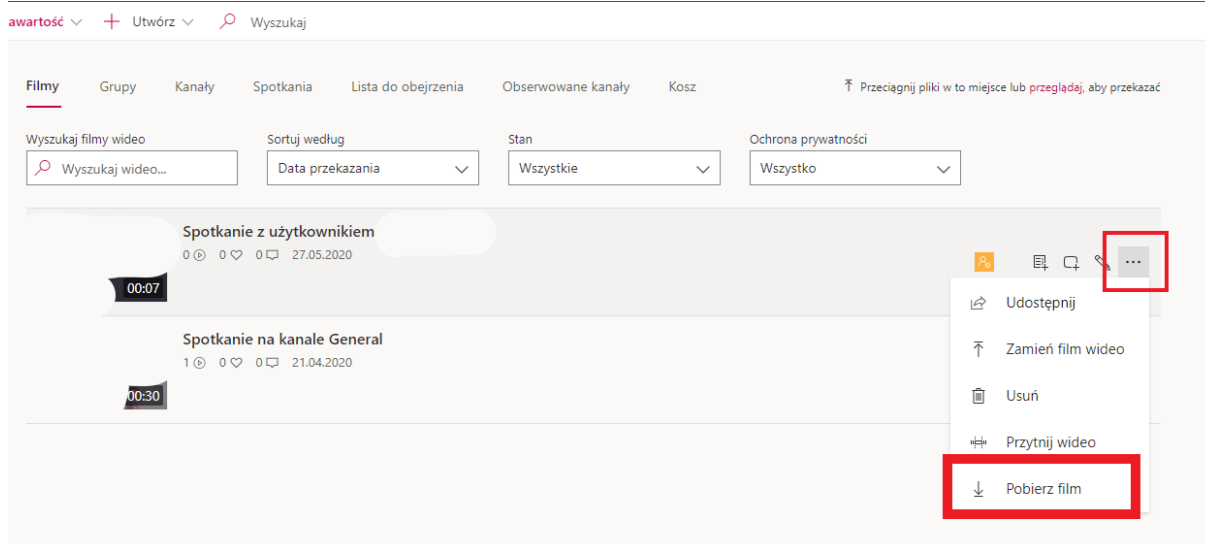 awartość Utwórz Wyszukaj
Filmy Grupy Kanały Spotkania Lista do obejrzenia Obserwowane kanały Kosz Przeciągnij pliki w to miejsce lub przeglądaj, aby przekazać
Wyszukaj filmy wideo Sortuj według Stan Ochrona prywatności
Wyszukaj wideo... Data przekazania Wszystkie Wszystko
Spotkanie z użytkownikiem
0 0 0 27.05.2020
00:07
Udostępnij
Zamień film wideo
Usuń
Przytnij wideo
Pobierz film
Spotkanie na kanale General
1 0 0 21.04.2020
00:30